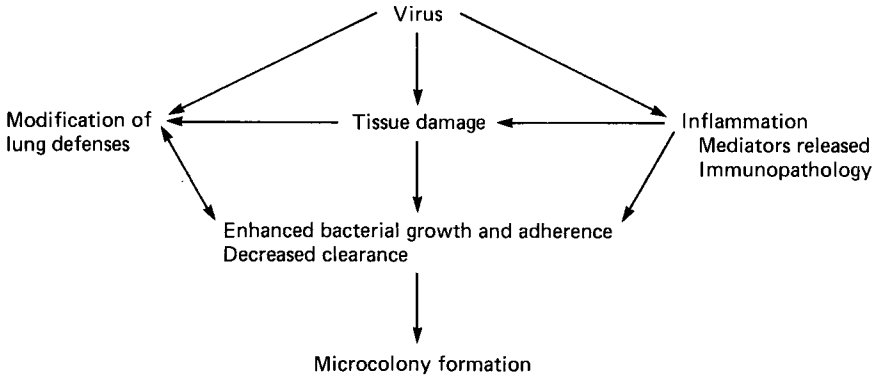 Virus
Modification of
lung defenses
Tissue damage
Inflammation
Mediators released
Immunopathology
Enhanced bacterial growth and adherence
Decreased clearance
Microcolony formation